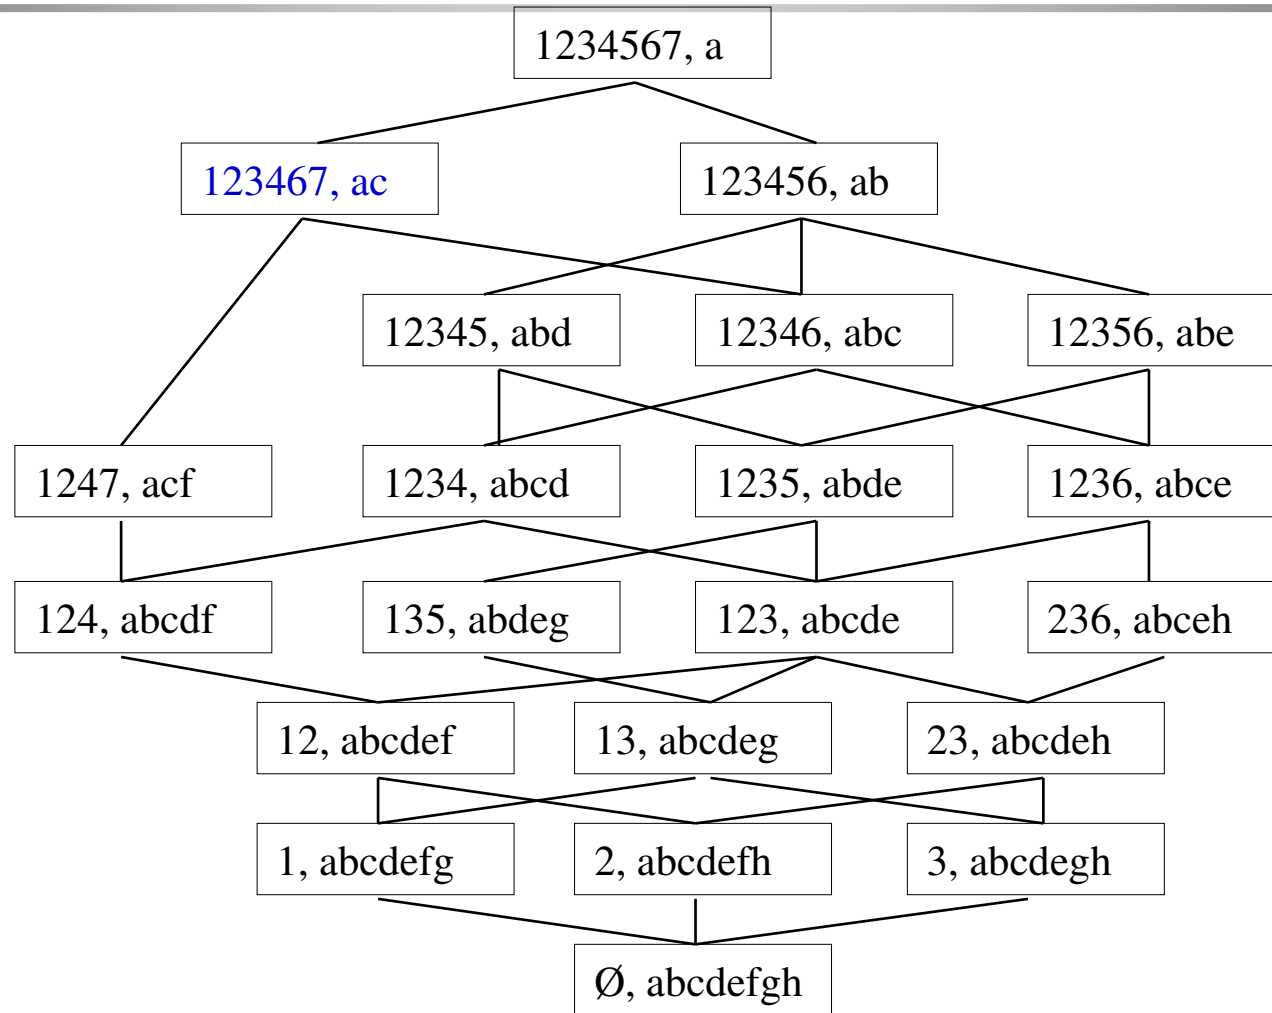 1234567, a
123467, ac
123456, ab
12345, abd
12346, abc
12356, abe
1247, acf
1234, abcd
1235, abde
1236, abce
124, abcdf
135, abdeg
123, abcde
236, abceh
12, abcdef
13, abcdeg
23, abcdeh
1, abcdefg
2, abcdefh
3, abcdegh
Ø, abcdefgh